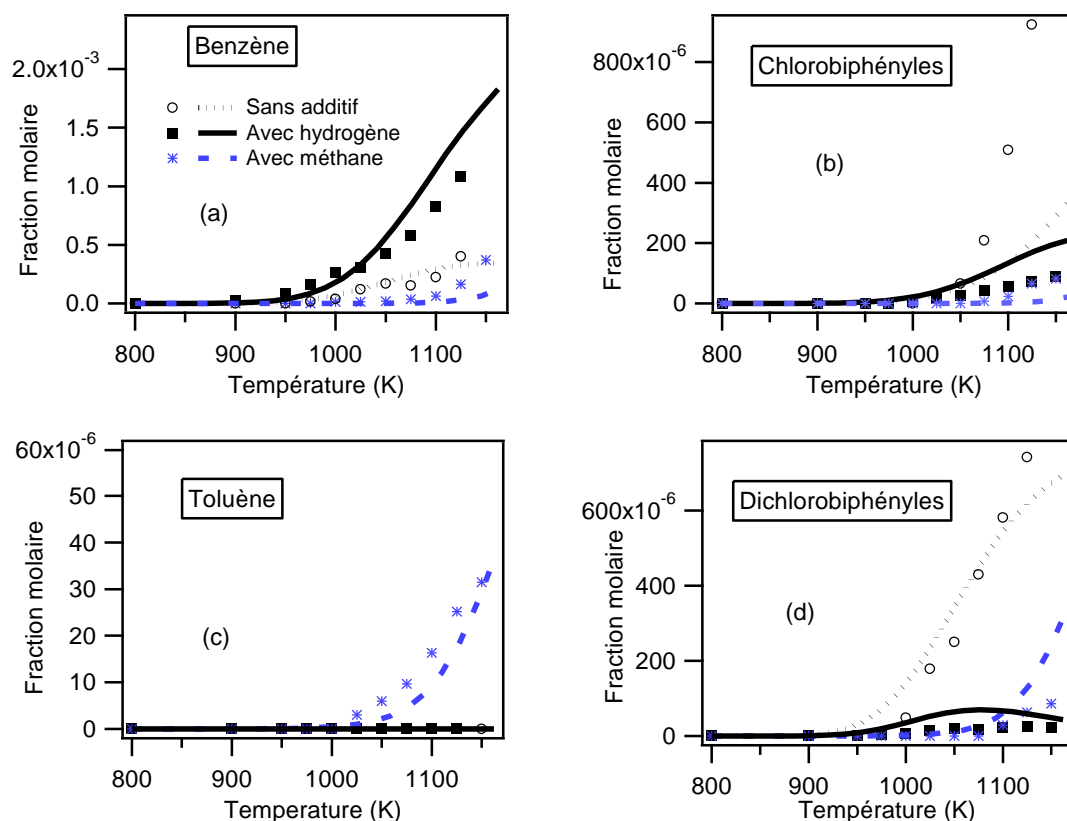 Benzène
2.0x10-3
1.5
1.0
0.5
0.0
Fraction molaire
Sans additif
Avec hydrogène
Avec méthane
(a)
800 900 1000 1100
Température (K)
Chlorobiphényles
800x10-6
600
400
200
0
Fraction molaire
(b)
800 900 1000 1100
Température (K)
Toluène
60x10-6
50
40
30
20
10
0
Fraction molaire
(c)
800 900 1000 1100
Temperature (K)
Dichlorobiphényles
600x10-6
400
200
0
Fraction molaire
(d)
800 900 1000 1100
Température (K)